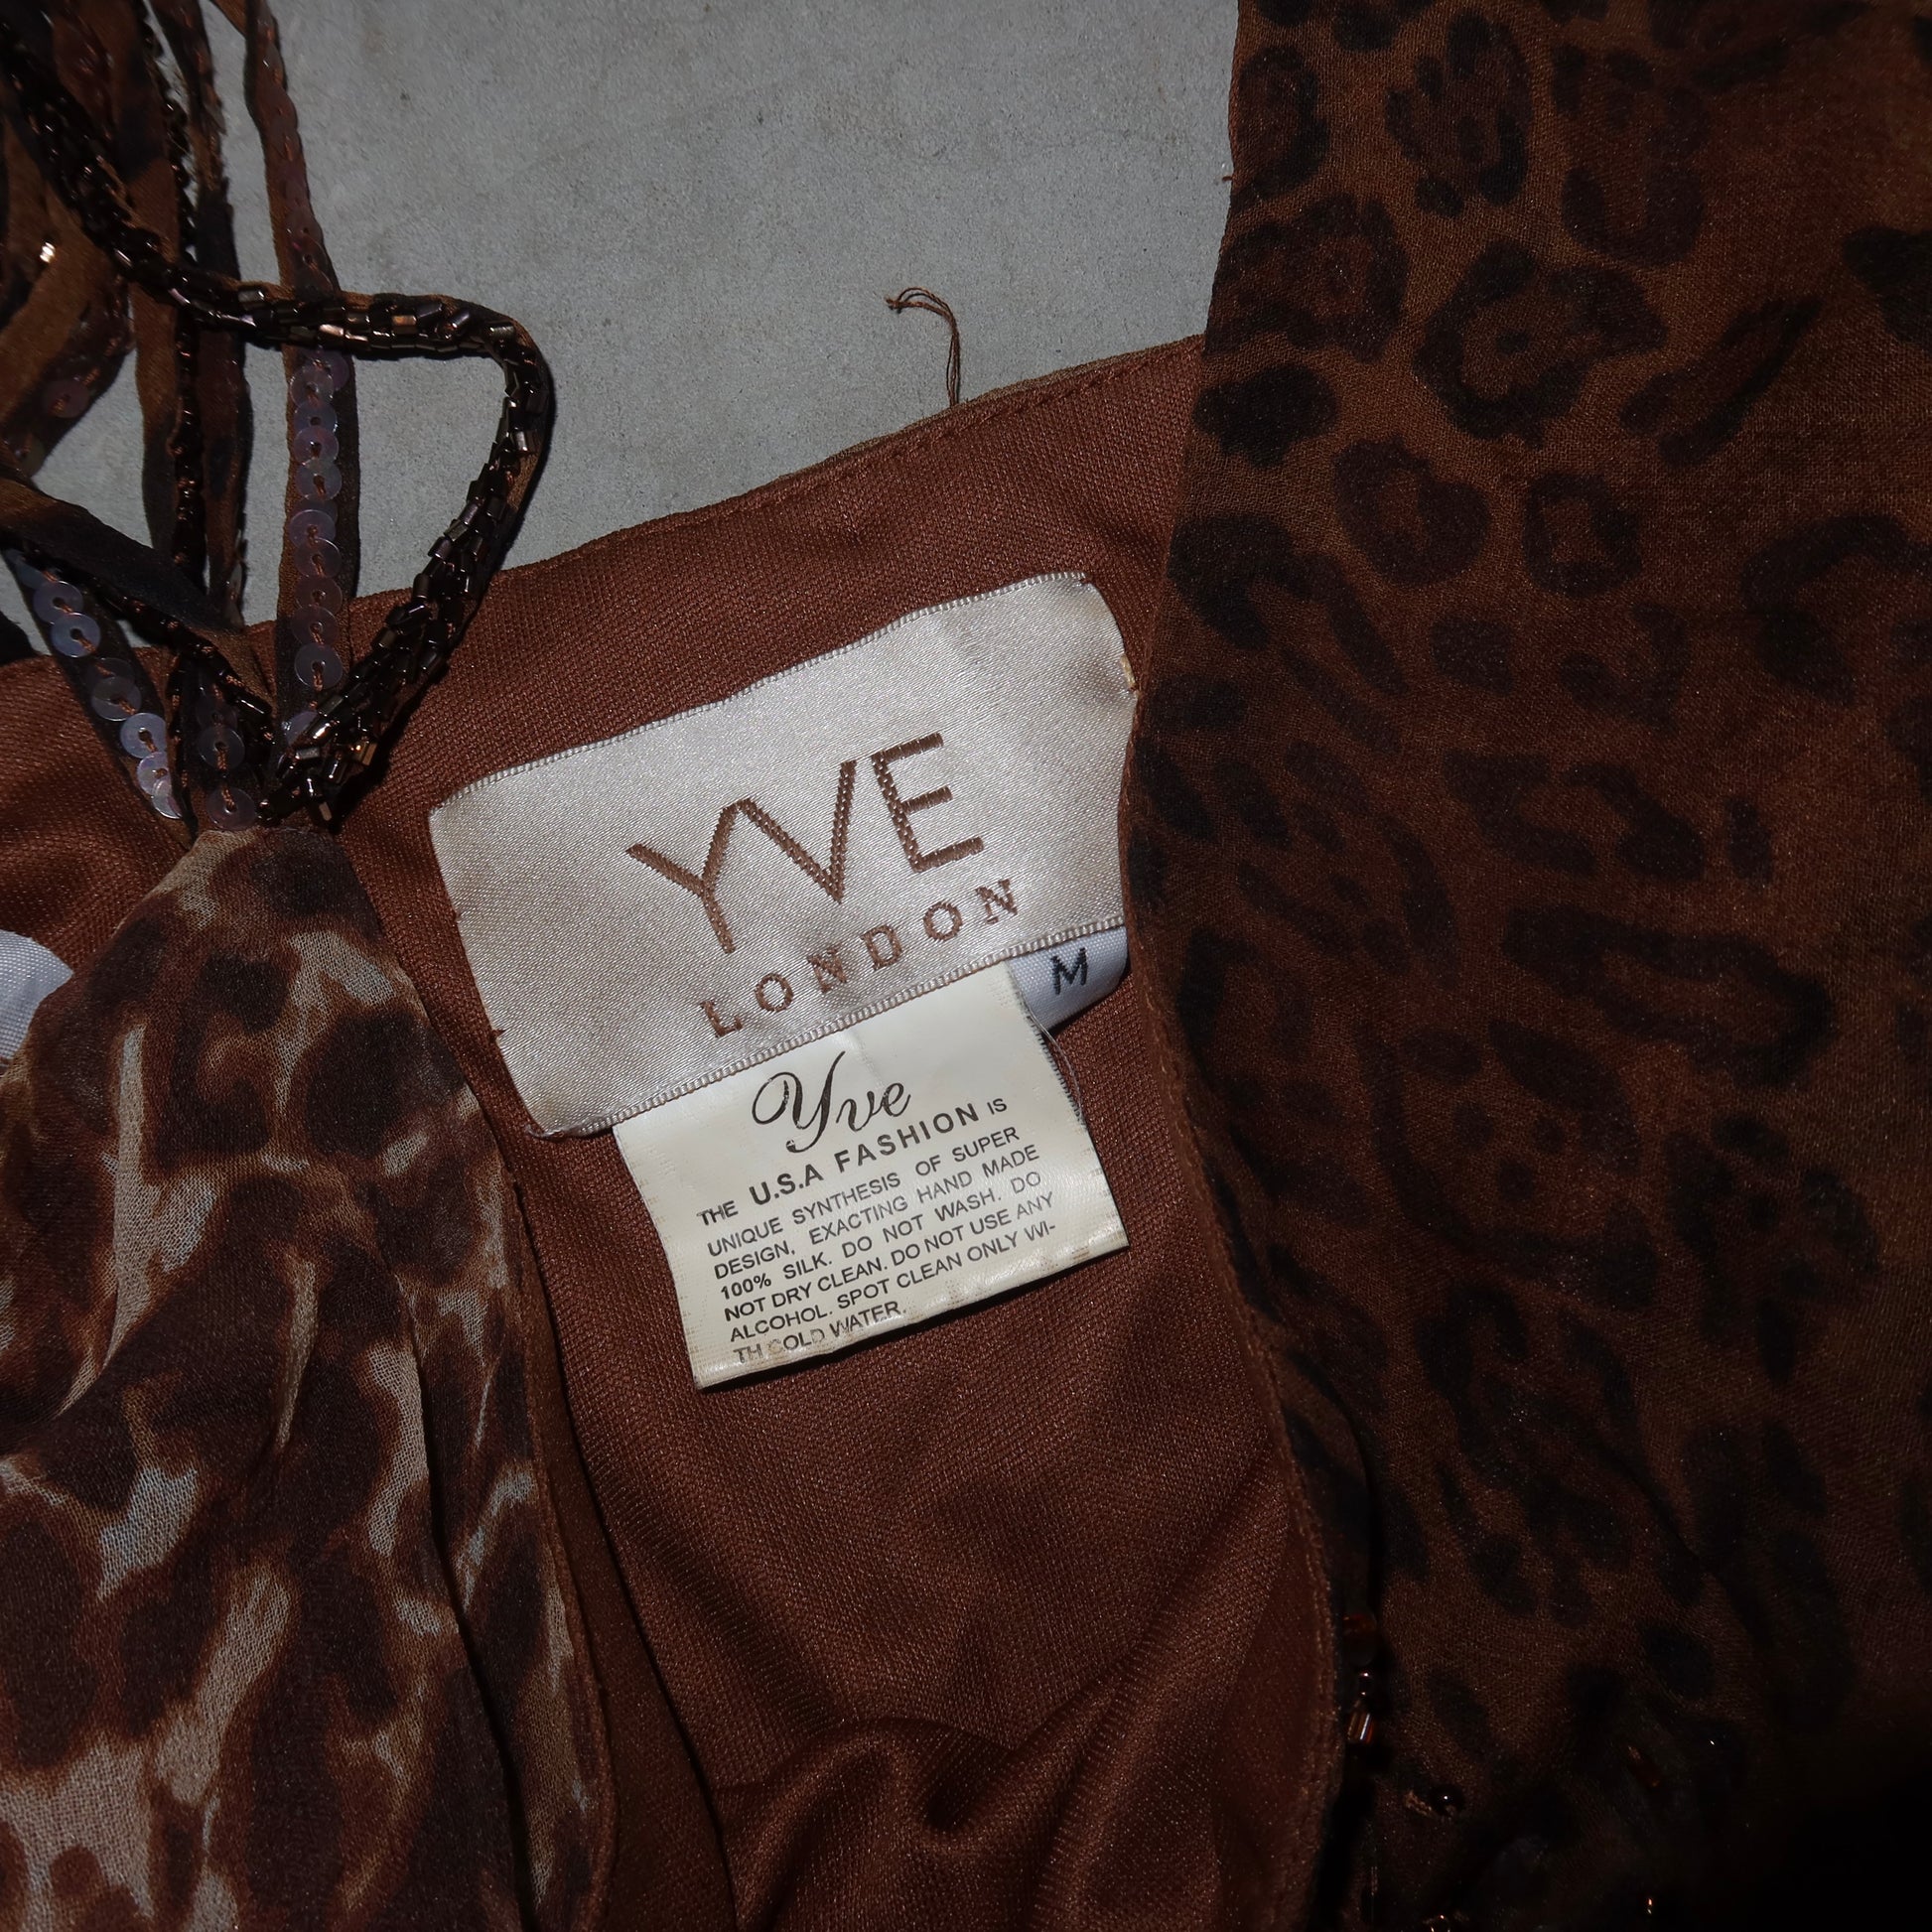 YVE
LONDON
M
Yve
THE U.S.A FASHION IS
UNIQUE SYNTHESIS OF SUPER
DESIGN, EXACTING HAND MADE
100% SILK. DO NOT WASH. DO
NOT DRY CLEAN. DO NOT USE ANY
ALCOHOL. SPOT CLEAN ONLY WI-
TH COLD WATER.